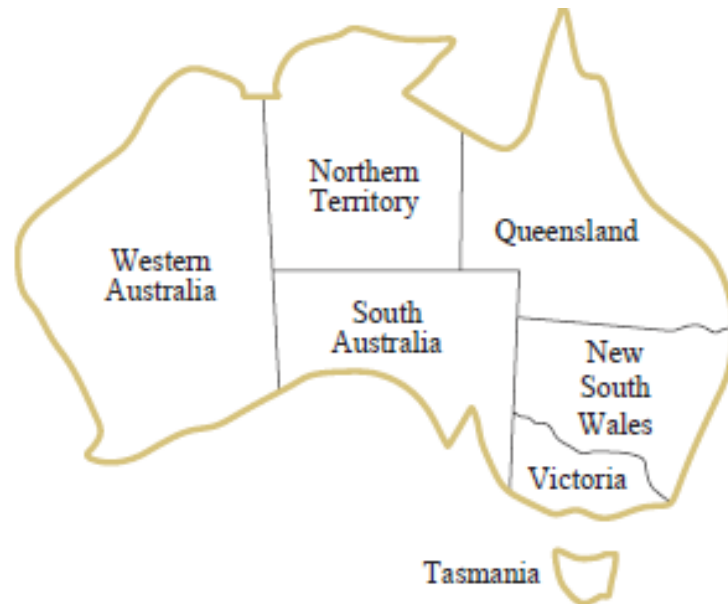 Northern
Territory
Queensland
Western
Australia
South
Australia
New
South
Wales
Victoria
Tasmania